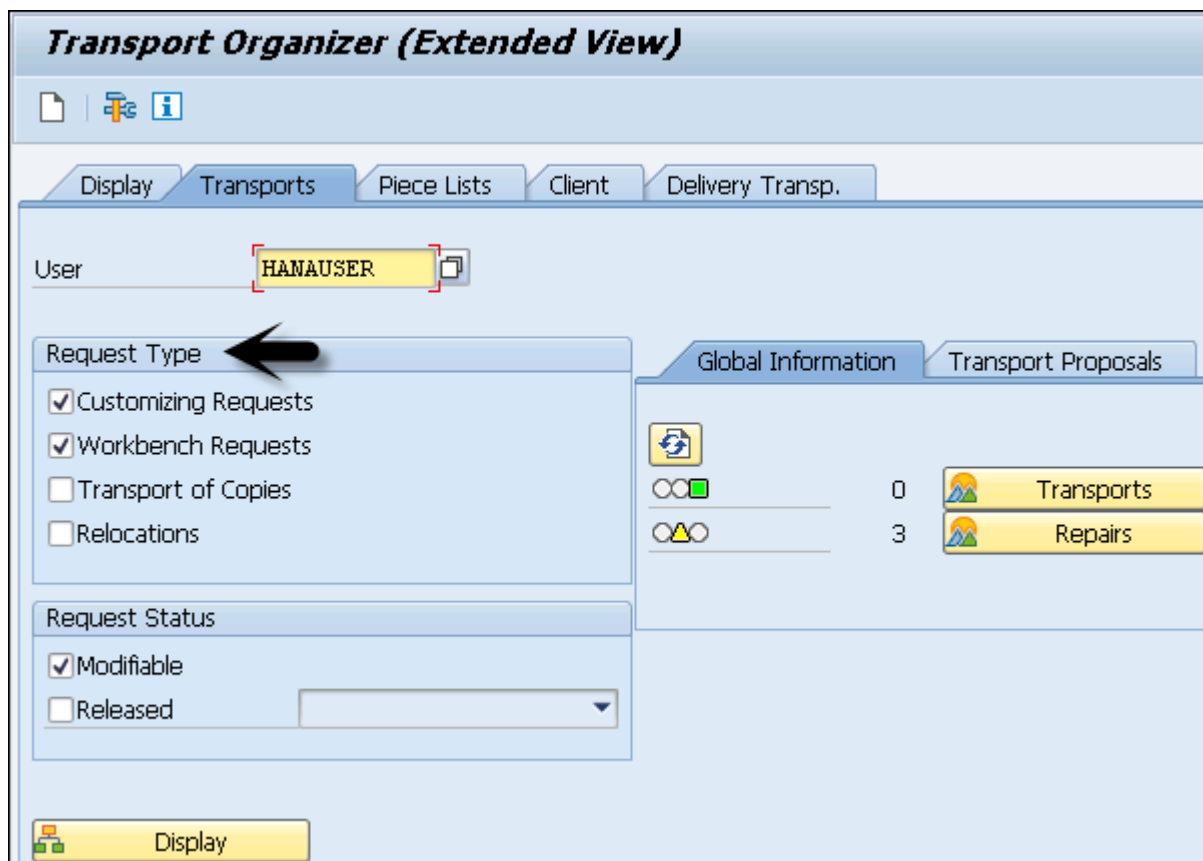 Transport Organizer (Extended View)
Display Transports Piece Lists Client Delivery Transp.
User HANAUSER
Request Type
Customizing Requests
Workbench Requests
Transport of Copies
Relocations
Request Status
Modifiable
Released
Global Information Transport Proposals
0 Transports
3 Repairs
Display